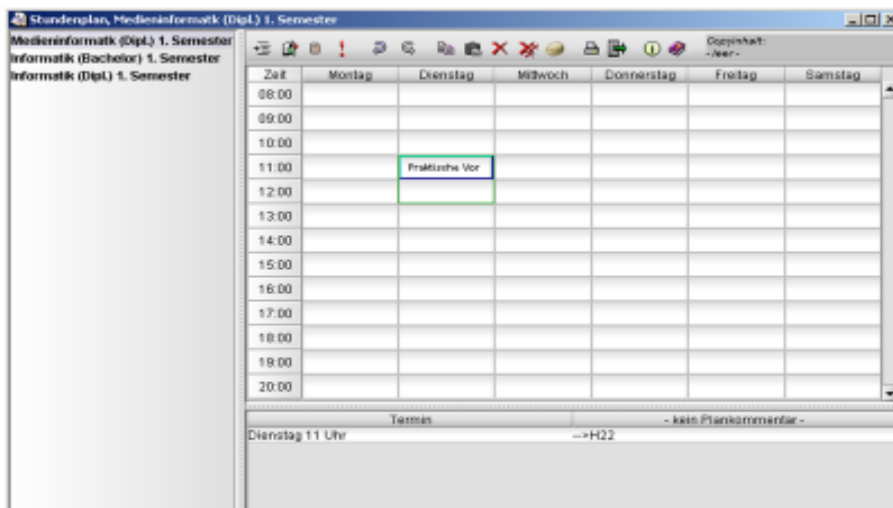 Stundenplan, Medieninformatk (Dipl.) 1. Semester
Medieninformatk (Dipl.) 1. Semester
Informatik (Bachelor) 1. Semester
Informatik (Dipl.) 1. Semester
Copyinhalt:
-leer-
Zeit Montag Dienstag Mittwoch Donnerstag Freitag Samstag
08:00
09:00
10:00
11:00 Praktische Vor
12:00
13:00
14:00
15:00
16:00
17:00
18:00
19:00
20:00
Termin - kein Plankommentar -
Dienstag 11 Uhr -->H22